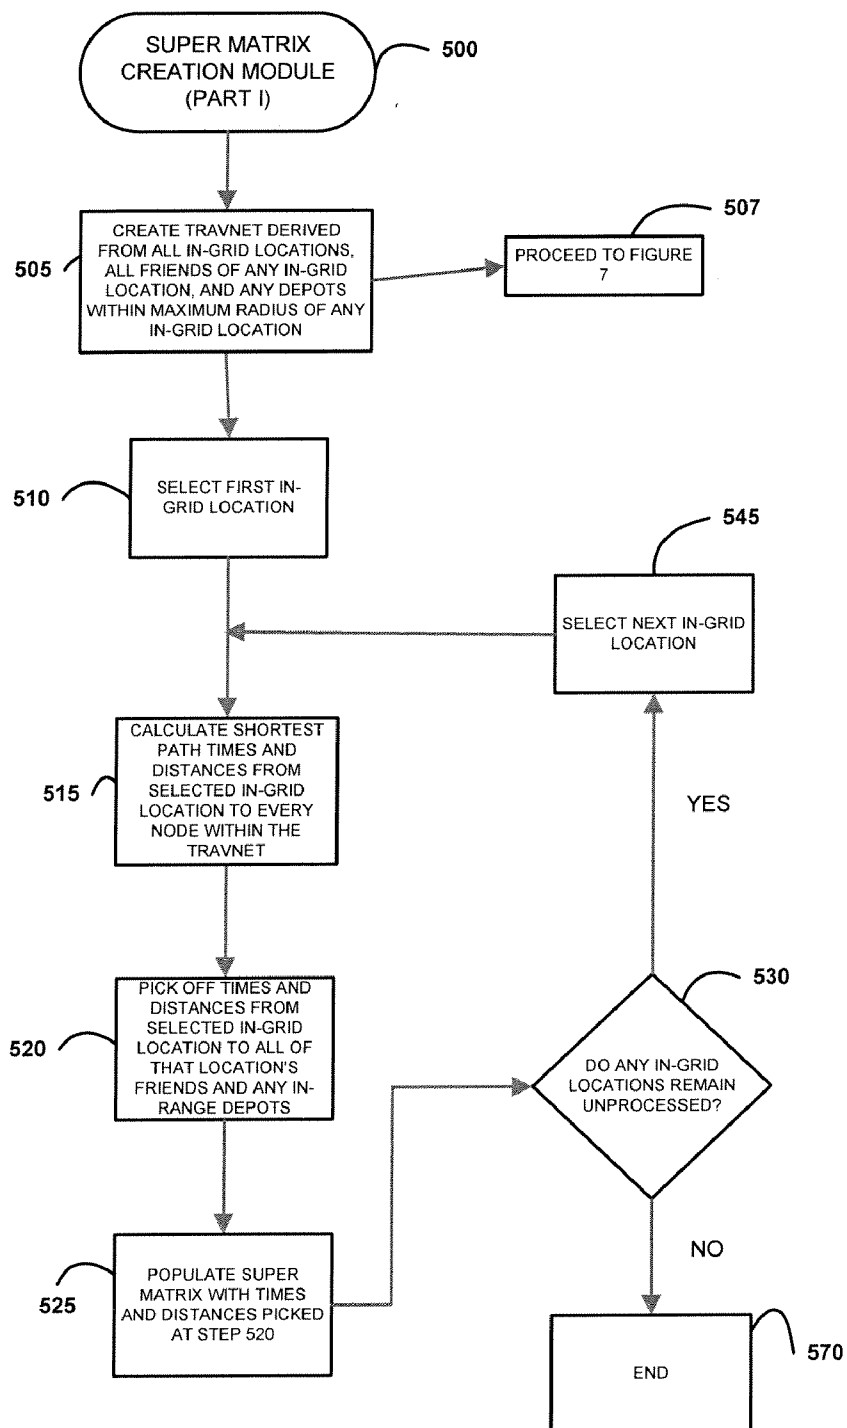 SUPER MATRIX
CREATION MODULE
(PART I)
500
CREATE TRAVNET DERIVED
FROM ALL IN-GRID LOCATIONS,
ALL FRIENDS OF ANY IN-GRID
LOCATION, AND ANY DEPOTS
WITHIN MAXIMUM RADIUS OF ANY
IN-GRID LOCATION
505
507
PROCEED TO FIGURE
7
510
SELECT FIRST IN-
GRID LOCATION
545
SELECT NEXT IN-GRID
LOCATION
515
CALCULATE SHORTEST
PATH TIMES AND
DISTANCES FROM
SELECTED IN-GRID
LOCATION TO EVERY
NODE WITHIN THE
TRAVNET
YES
520
PICK OFF TIMES AND
DISTANCES FROM
SELECTED IN-GRID
LOCATION TO ALL OF
THAT LOCATION'S
FRIENDS AND ANY IN-
RANGE DEPOTS
530
DO ANY IN-GRID
LOCATIONS REMAIN
UNPROCESSED?
525
POPULATE SUPER
MATRIX WITH TIMES
AND DISTANCES PICKED
AT STEP 520
NO
END
570